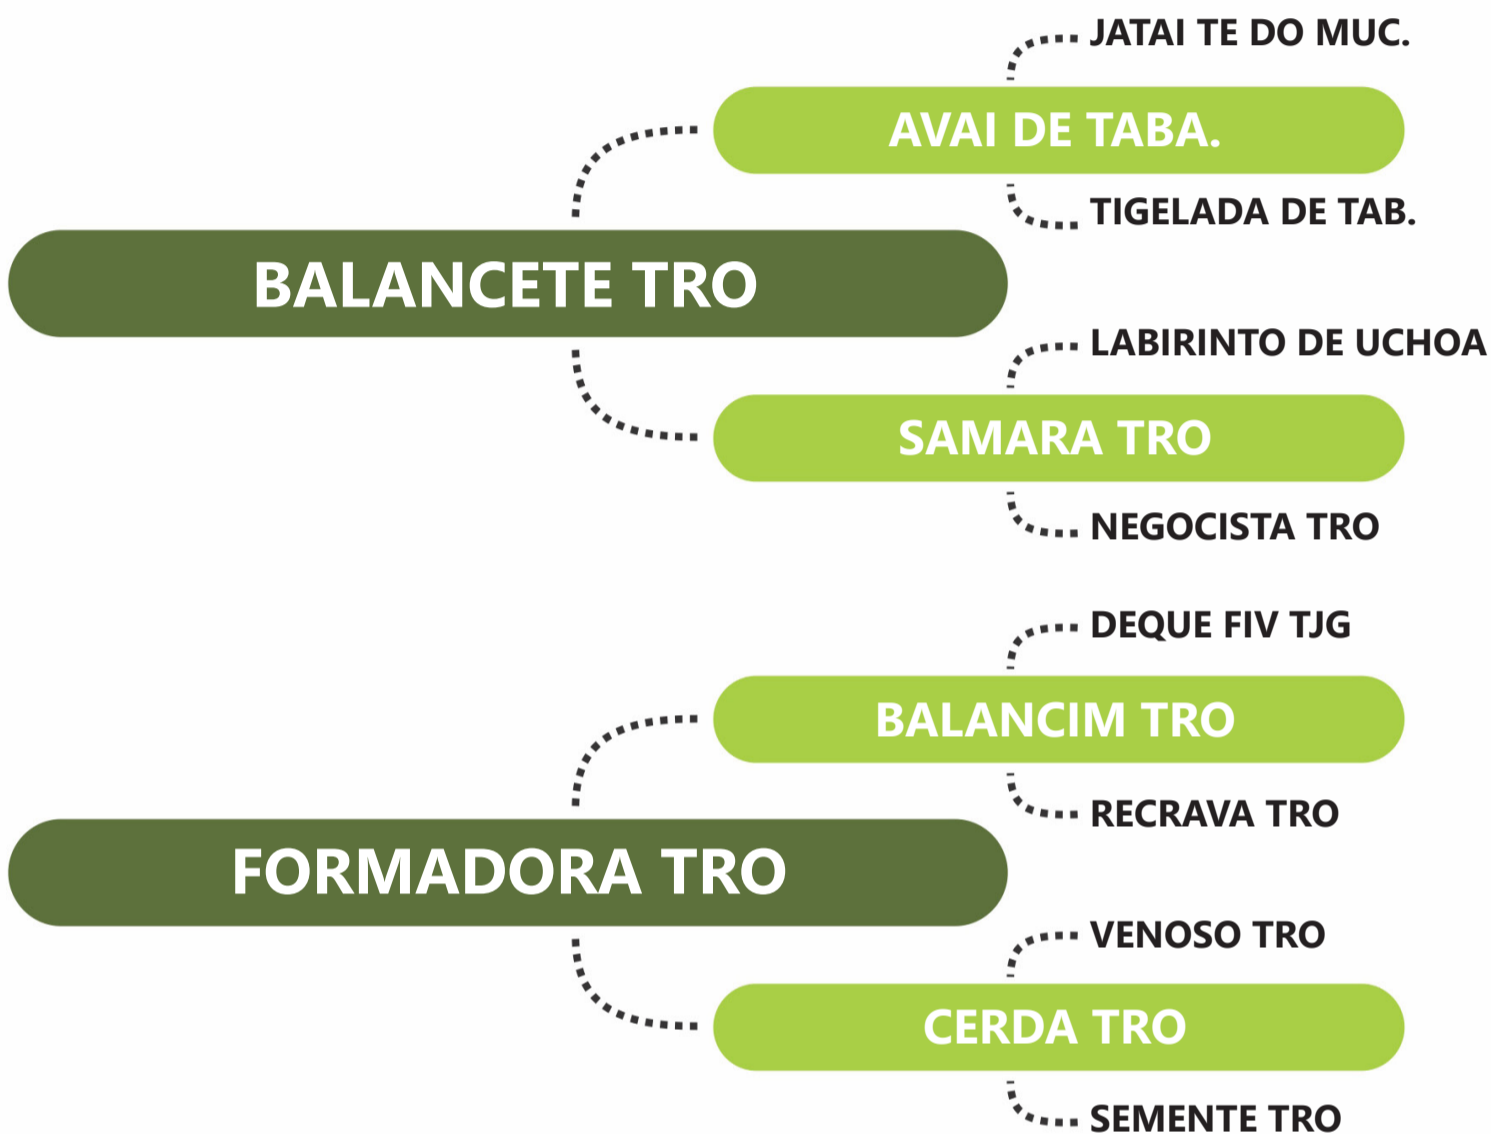 JATAI TE DO MUC.
AVAI DE TABA.
TIGELADA DE TAB.
BALANCETE TRO
LABIRINTO DE UCHOA
SAMARA TRO
NEGOCISTA TRO
DEQUE FIV TJG
BALANCIM TRO
RECRAVA TRO
FORMADORA TRO
VENOSO TRO
CERDA TRO
SEMENTE TRO